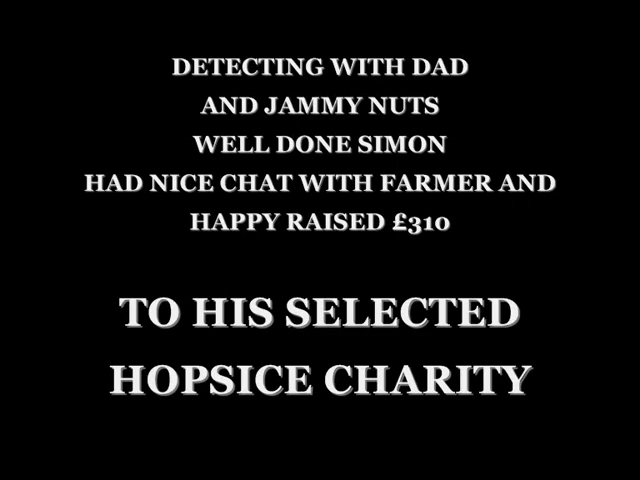 DETECTING WITH DAD
AND JAMMY NUTS
WELL DONE SIMON
HAD NICE CHAT WITH FARMER AND
HAPPY RAISED £310
TO HIS SELECTED
HOPSICE CHARITY